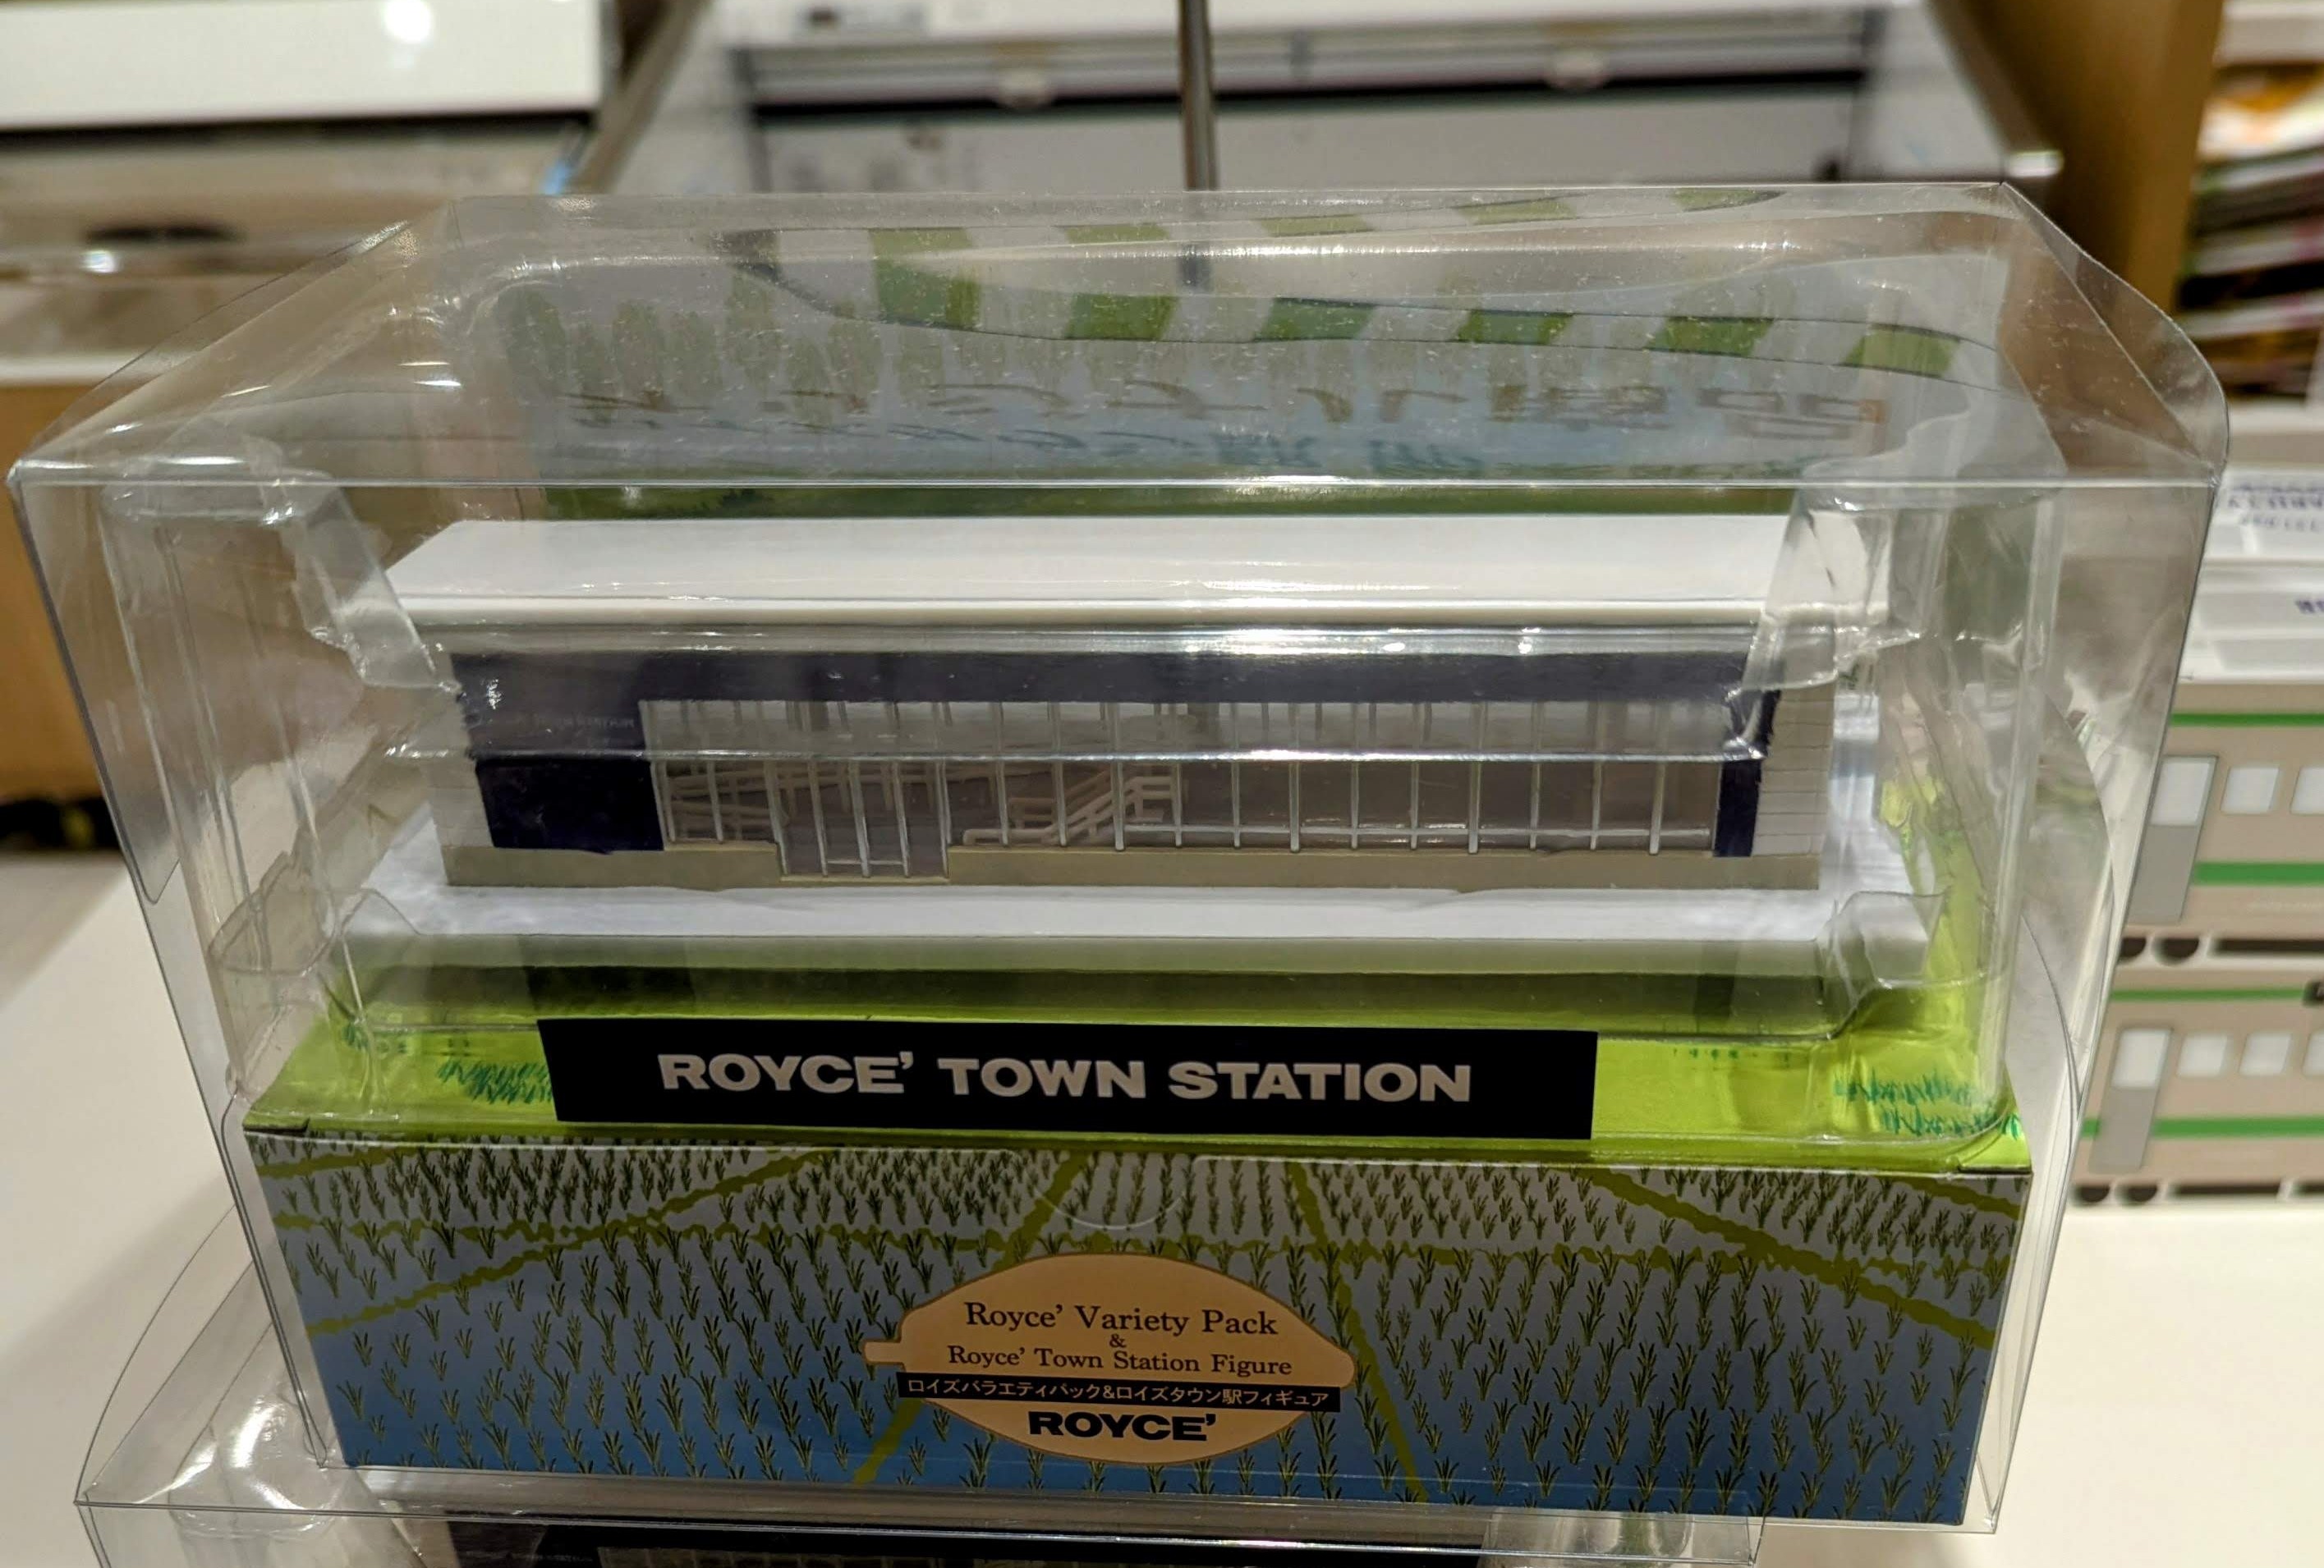 ROYCE' TOWN STATION
Royce' Variety Pack
&
Royce' Town Station Figure
ロイズバラエティパック&ロイズタウン駅フィギュア
ROYCE'